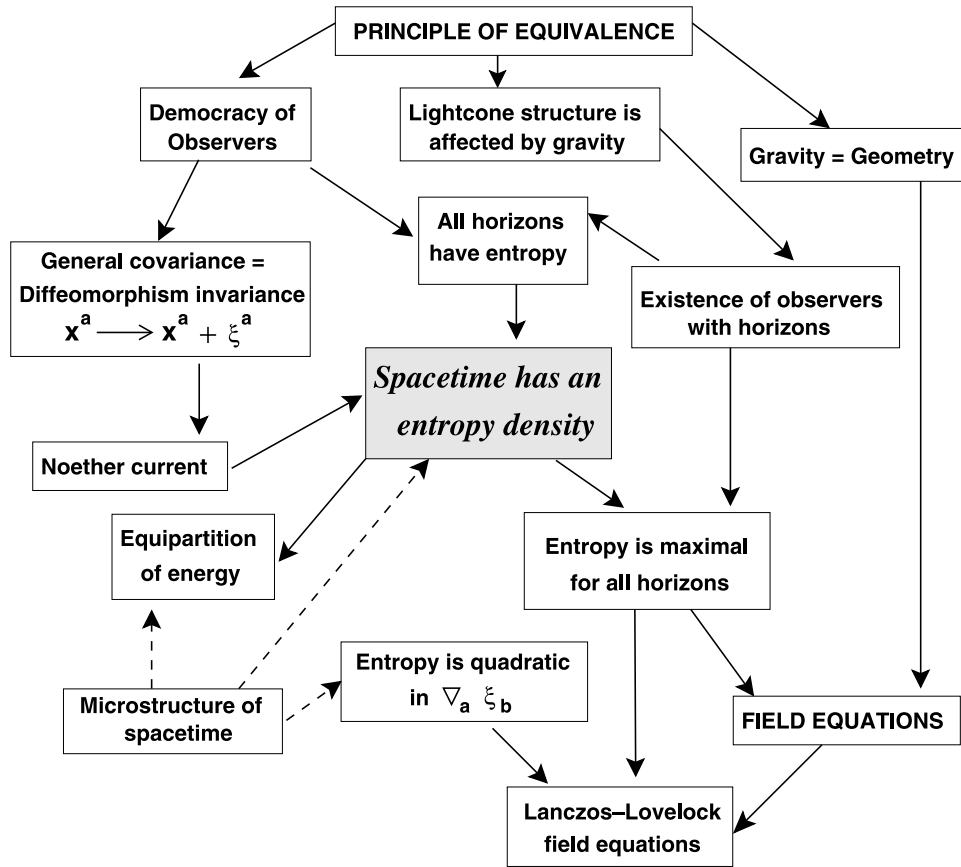 PRINCIPLE OF EQUIVALENCE
Democracy of
Observers
Lightcone structure is
affected by gravity
Gravity = Geometry
All horizons
have entropy
General covariance =
Diffeomorphism invariance
x^a ⟶ x^a + ξ^a
Existence of observers
with horizons
Spacetime has an
entropy density
Noether current
Equipartition
of energy
Entropy is maximal
for all horizons
Entropy is quadratic
in ∇_a ξ_b
Microstructure of
spacetime
FIELD EQUATIONS
Lanczos–Lovelock
field equations